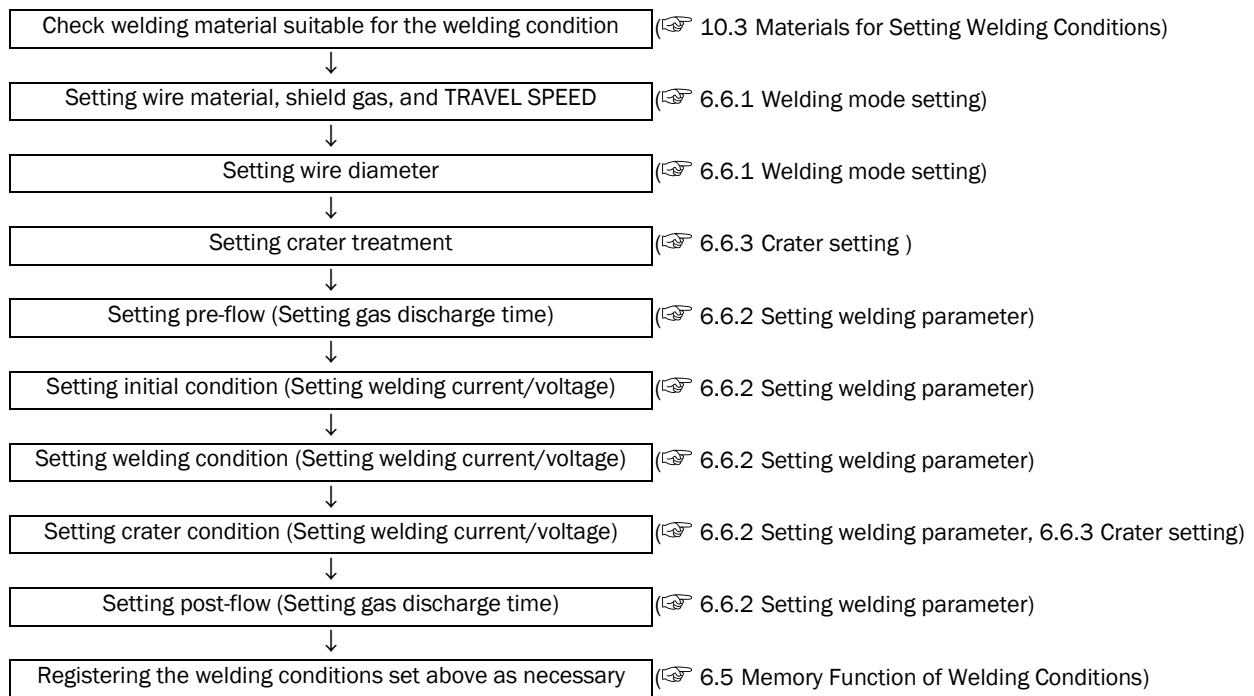 Check welding material suitable for the welding condition (☞ 10.3 Materials for Setting Welding Conditions)
↓
Setting wire material, shield gas, and TRAVEL SPEED (☞ 6.6.1 Welding mode setting)
↓
Setting wire diameter (☞ 6.6.1 Welding mode setting)
↓
Setting crater treatment (☞ 6.6.3 Crater setting )
↓
Setting pre-flow (Setting gas discharge time) (☞ 6.6.2 Setting welding parameter)
↓
Setting initial condition (Setting welding current/voltage) (☞ 6.6.2 Setting welding parameter)
↓
Setting welding condition (Setting welding current/voltage) (☞ 6.6.2 Setting welding parameter)
↓
Setting crater condition (Setting welding current/voltage) (☞ 6.6.2 Setting welding parameter, 6.6.3 Crater setting)
↓
Setting post-flow (Setting gas discharge time) (☞ 6.6.2 Setting welding parameter)
↓
Registering the welding conditions set above as necessary (☞ 6.5 Memory Function of Welding Conditions)